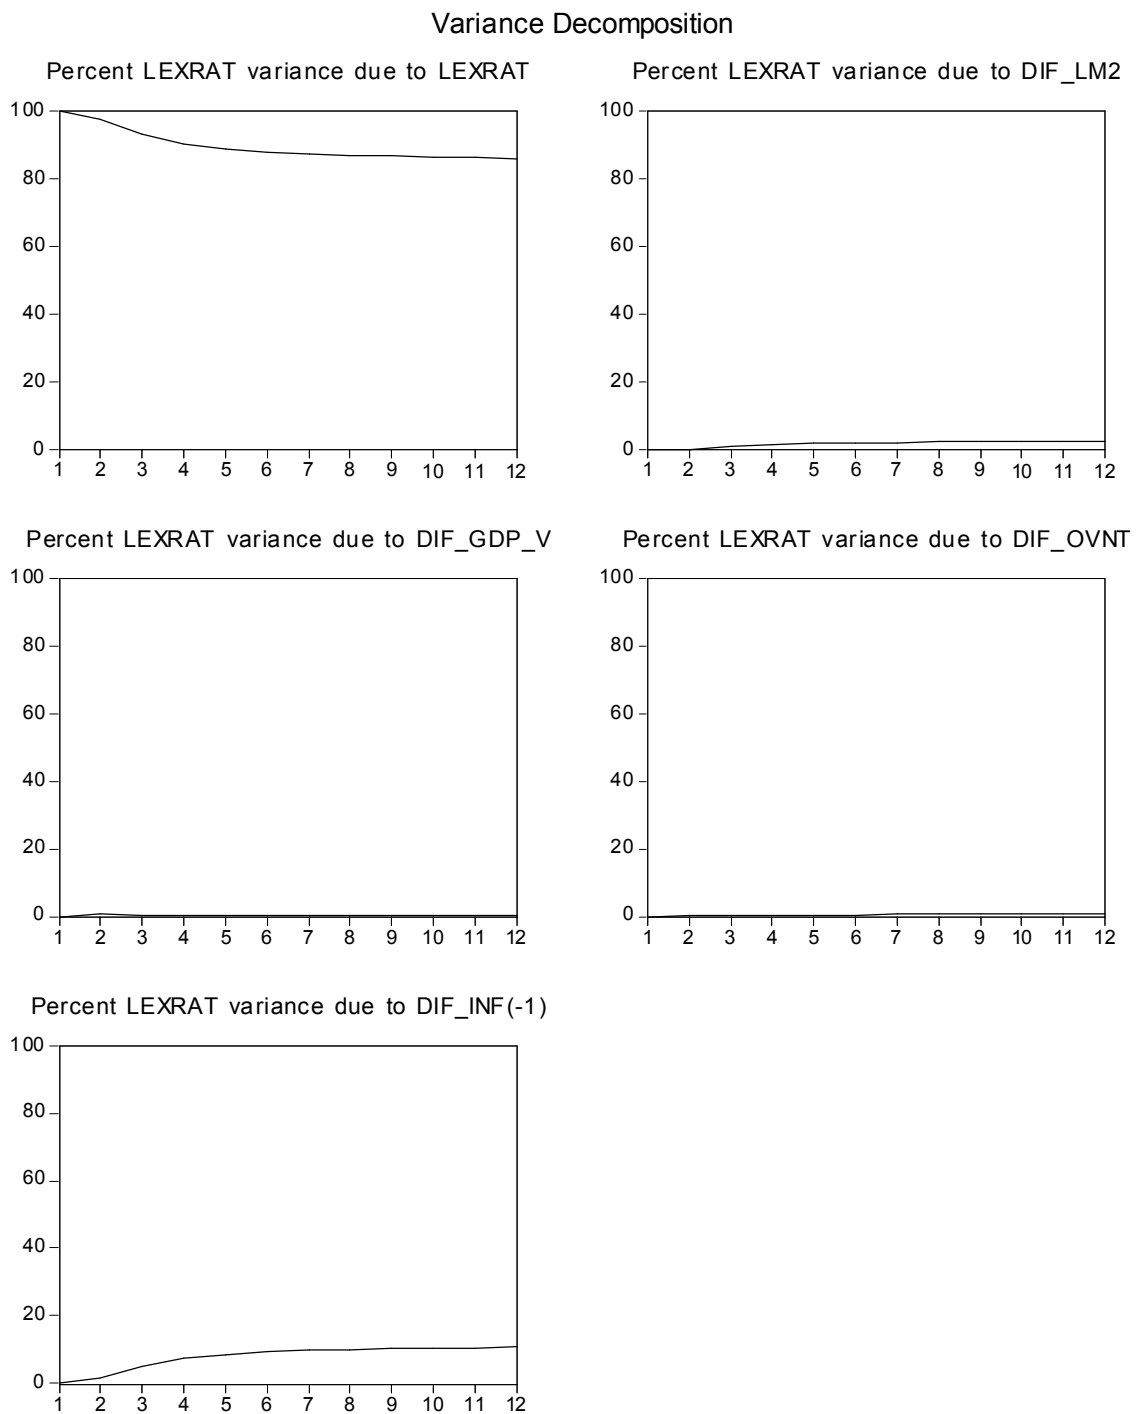 Variance Decomposition
Percent LEXRAT variance due to LEXRAT
100
80
60
40
20
0
1 2 3 4 5 6 7 8 9 10 11 12
Percent LEXRAT variance due to DIF_LM2
100
80
60
40
20
0
1 2 3 4 5 6 7 8 9 10 11 12
Percent LEXRAT variance due to DIF_GDP_V
100
80
60
40
20
0
1 2 3 4 5 6 7 8 9 10 11 12
Percent LEXRAT variance due to DIF_OVNT
100
80
60
40
20
0
1 2 3 4 5 6 7 8 9 10 11 12
Percent LEXRAT variance due to DIF_INF(-1)
100
80
60
40
20
0
1 2 3 4 5 6 7 8 9 10 11 12